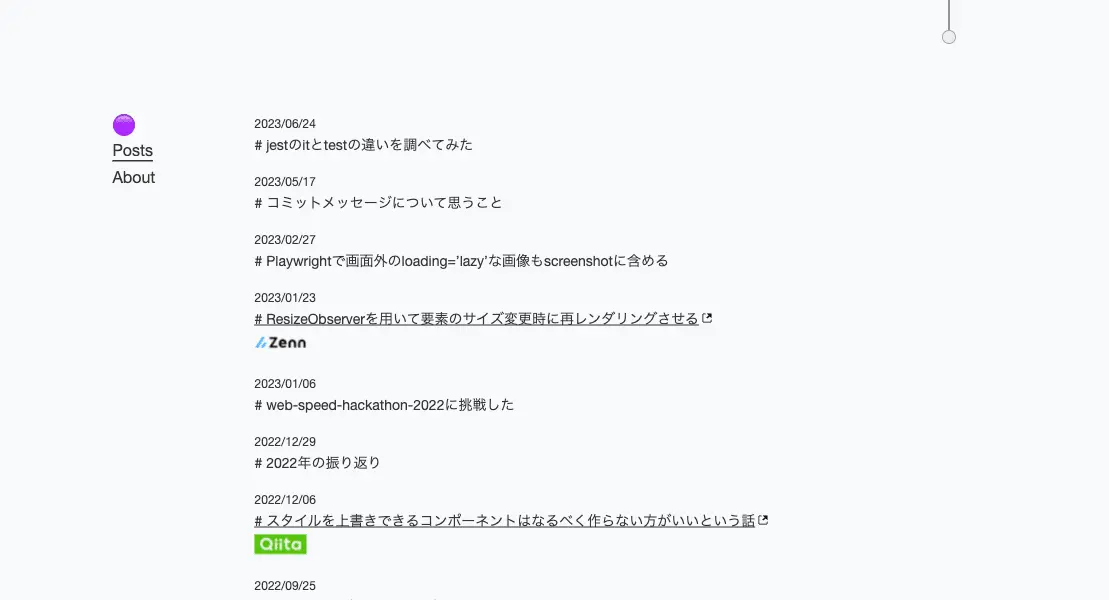 Posts
About
2023/06/24
# jestのitとtestの違いを調べてみた
2023/05/17
# コミットメッセージについて思うこと
2023/02/27
# Playwrightで画面外のloading=’lazy’な画像もscreenshotに含める
2023/01/23
# ResizeObserverを用いて要素のサイズ変更時に再レンダリングさせる
Zenn
2023/01/06
# web-speed-hackathon-2022に挑戦した
2022/12/29
# 2022年の振り返り
2022/12/06
# スタイルを上書きできるコンポーネントはなるべく作らない方がいいという話
Qiita
2022/09/25